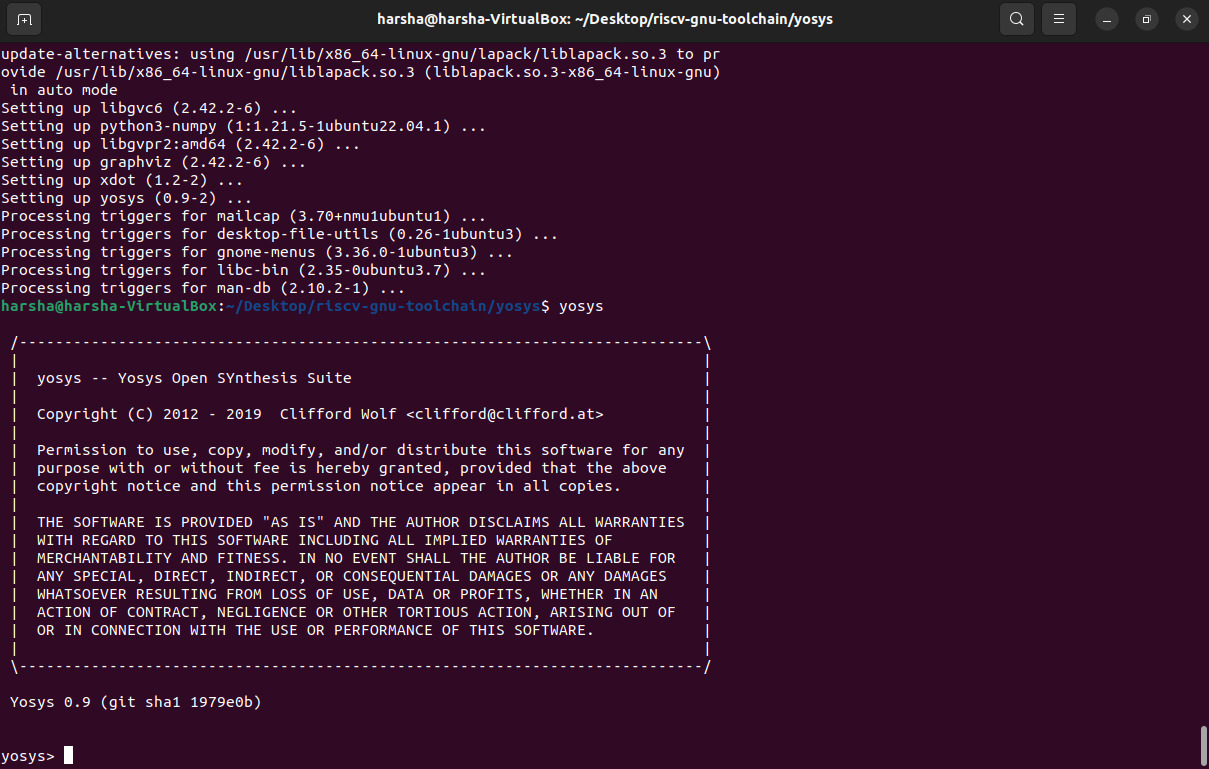 harsha@harsha-VirtualBox: ~/Desktop/riscv-gnu-toolchain/yosys
update-alternatives: using /usr/lib/x86_64-linux-gnu/lapack/liblapack.so.3 to pr
ovide /usr/lib/x86_64-linux-gnu/liblapack.so.3 (liblapack.so.3-x86_64-linux-gnu)
 in auto mode
Setting up libgvc6 (2.42.2-6) ...
Setting up python3-numpy (1:1.21.5-1ubuntu22.04.1) ...
Setting up libgvpr2:amd64 (2.42.2-6) ...
Setting up graphviz (2.42.2-6) ...
Setting up xdot (1.2-2) ...
Setting up yosys (0.9-2) ...
Processing triggers for mailcap (3.70+nmu1ubuntu1) ...
Processing triggers for desktop-file-utils (0.26-1ubuntu3) ...
Processing triggers for gnome-menus (3.36.0-1ubuntu3) ...
Processing triggers for libc-bin (2.35-0ubuntu3.7) ...
Processing triggers for man-db (2.10.2-1) ...
harsha@harsha-VirtualBox:~/Desktop/riscv-gnu-toolchain/yosys$ yosys

 /----------------------------------------------------------------------------\
 |                                                                            |
 |  yosys -- Yosys Open SYnthesis Suite                                       |
 |                                                                            |
 |  Copyright (C) 2012 - 2019  Clifford Wolf <clifford@clifford.at>           |
 |                                                                            |
 |  Permission to use, copy, modify, and/or distribute this software for any  |
 |  purpose with or without fee is hereby granted, provided that the above    |
 |  copyright notice and this permission notice appear in all copies.         |
 |                                                                            |
 |  THE SOFTWARE IS PROVIDED "AS IS" AND THE AUTHOR DISCLAIMS ALL WARRANTIES  |
 |  WITH REGARD TO THIS SOFTWARE INCLUDING ALL IMPLIED WARRANTIES OF          |
 |  MERCHANTABILITY AND FITNESS. IN NO EVENT SHALL THE AUTHOR BE LIABLE FOR   |
 |  ANY SPECIAL, DIRECT, INDIRECT, OR CONSEQUENTIAL DAMAGES OR ANY DAMAGES    |
 |  WHATSOEVER RESULTING FROM LOSS OF USE, DATA OR PROFITS, WHETHER IN AN     |
 |  ACTION OF CONTRACT, NEGLIGENCE OR OTHER TORTIOUS ACTION, ARISING OUT OF   |
 |  OR IN CONNECTION WITH THE USE OR PERFORMANCE OF THIS SOFTWARE.            |
 |                                                                            |
 \----------------------------------------------------------------------------/

 Yosys 0.9 (git sha1 1979e0b)

yosys>